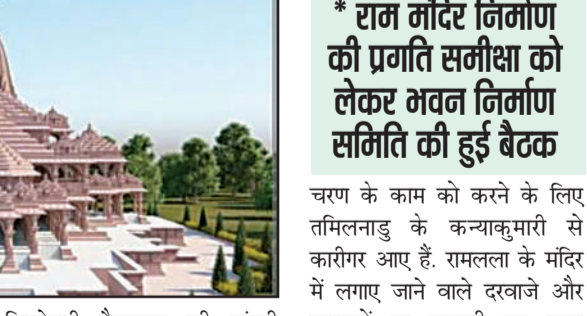 * राम मंदिर निर्माण
की प्रगति समीक्षा को
लेकर भवन निर्माण
समिति की हुई बैठक
चरण के काम को करने के लिए
तमिलनाडु के कन्याकुमारी से
कारीगर आए हैं. रामलला के मंदिर
में लगाए जाने वाले दरवाजे और